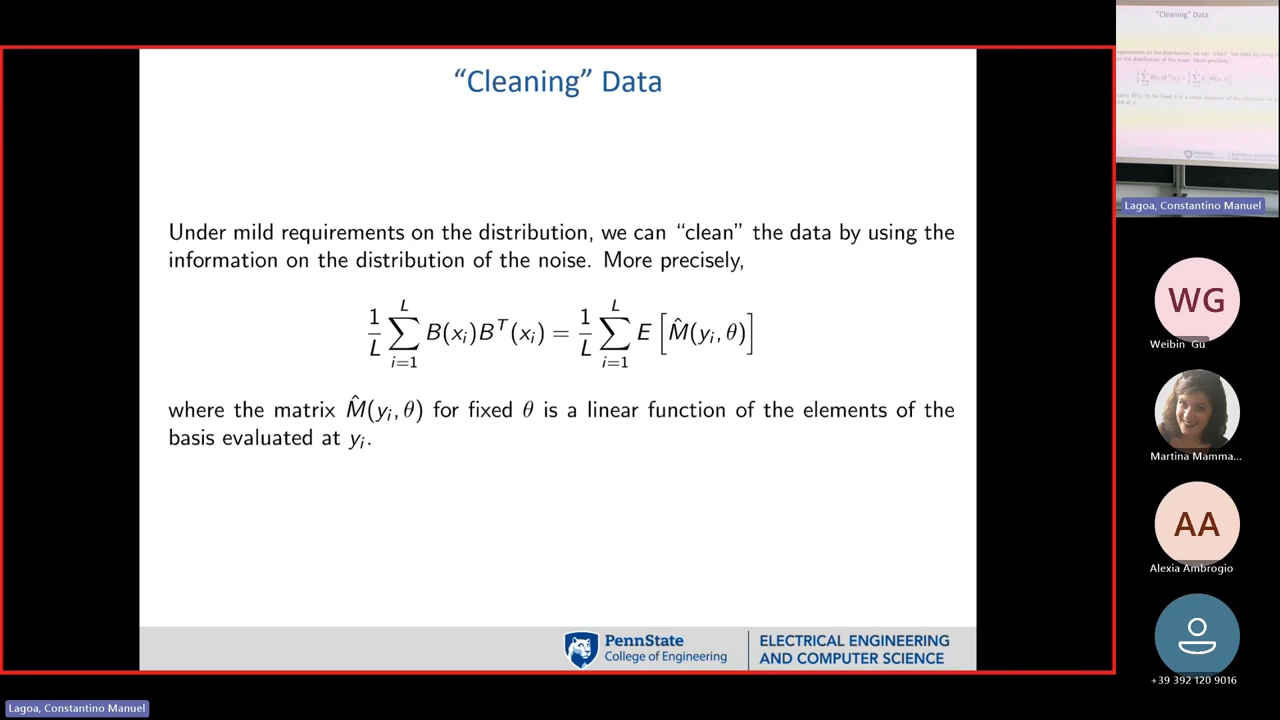 “Cleaning” Data
Under mild requirements on the distribution, we can “clean” the data by using the
information on the distribution of the noise. More precisely,
1/L ∑_{i=1}^{L} B(x_i)B^T(x_i) = 1/L ∑_{i=1}^{L} E [M̂(y_i, θ)]
where the matrix M̂(y_i, θ) for fixed θ is a linear function of the elements of the
basis evaluated at y_i.
PennState
College of Engineering
ELECTRICAL ENGINEERING
AND COMPUTER SCIENCE
Lagoa, Constantino Manuel
“Cleaning” Data
Lagoa, Constantino Manuel
WG
Weibin Gu
Martina Mamma...
AA
Alexia Ambrogio
+39 392 120 9016